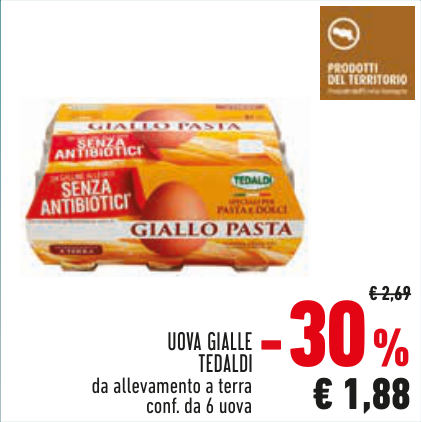 PRODOTTI
DEL TERRITORIO
GIALLO PASTA
SENZA
ANTIBIOTICI
SENZA
ANTIBIOTICI
TEDALDI
SPECIALI PER
PASTA E DOLCI
GIALLO PASTA
A TERRA
€ 2,69
UOVA GIALLE
TEDALDI
da allevamento a terra
conf. da 6 uova
-30%
€ 1,88